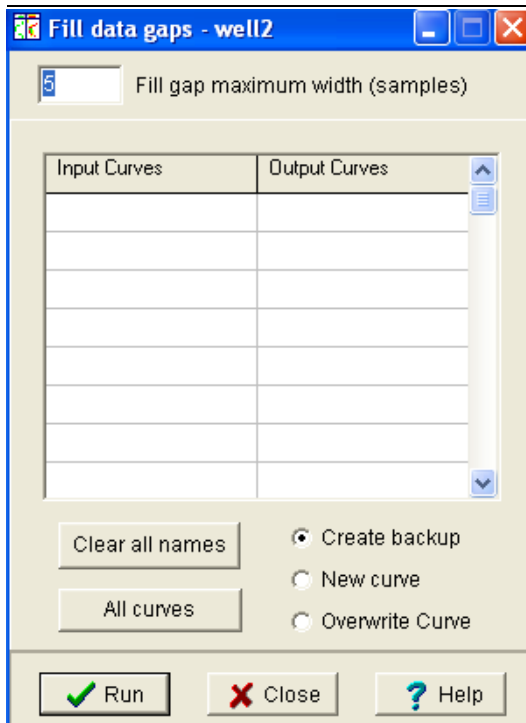 Fill data gaps - well2
5 Fill gap maximum width (samples)
Input Curves Output Curves
Clear all names
All curves
Create backup
New curve
Overwrite Curve
Run Close Help